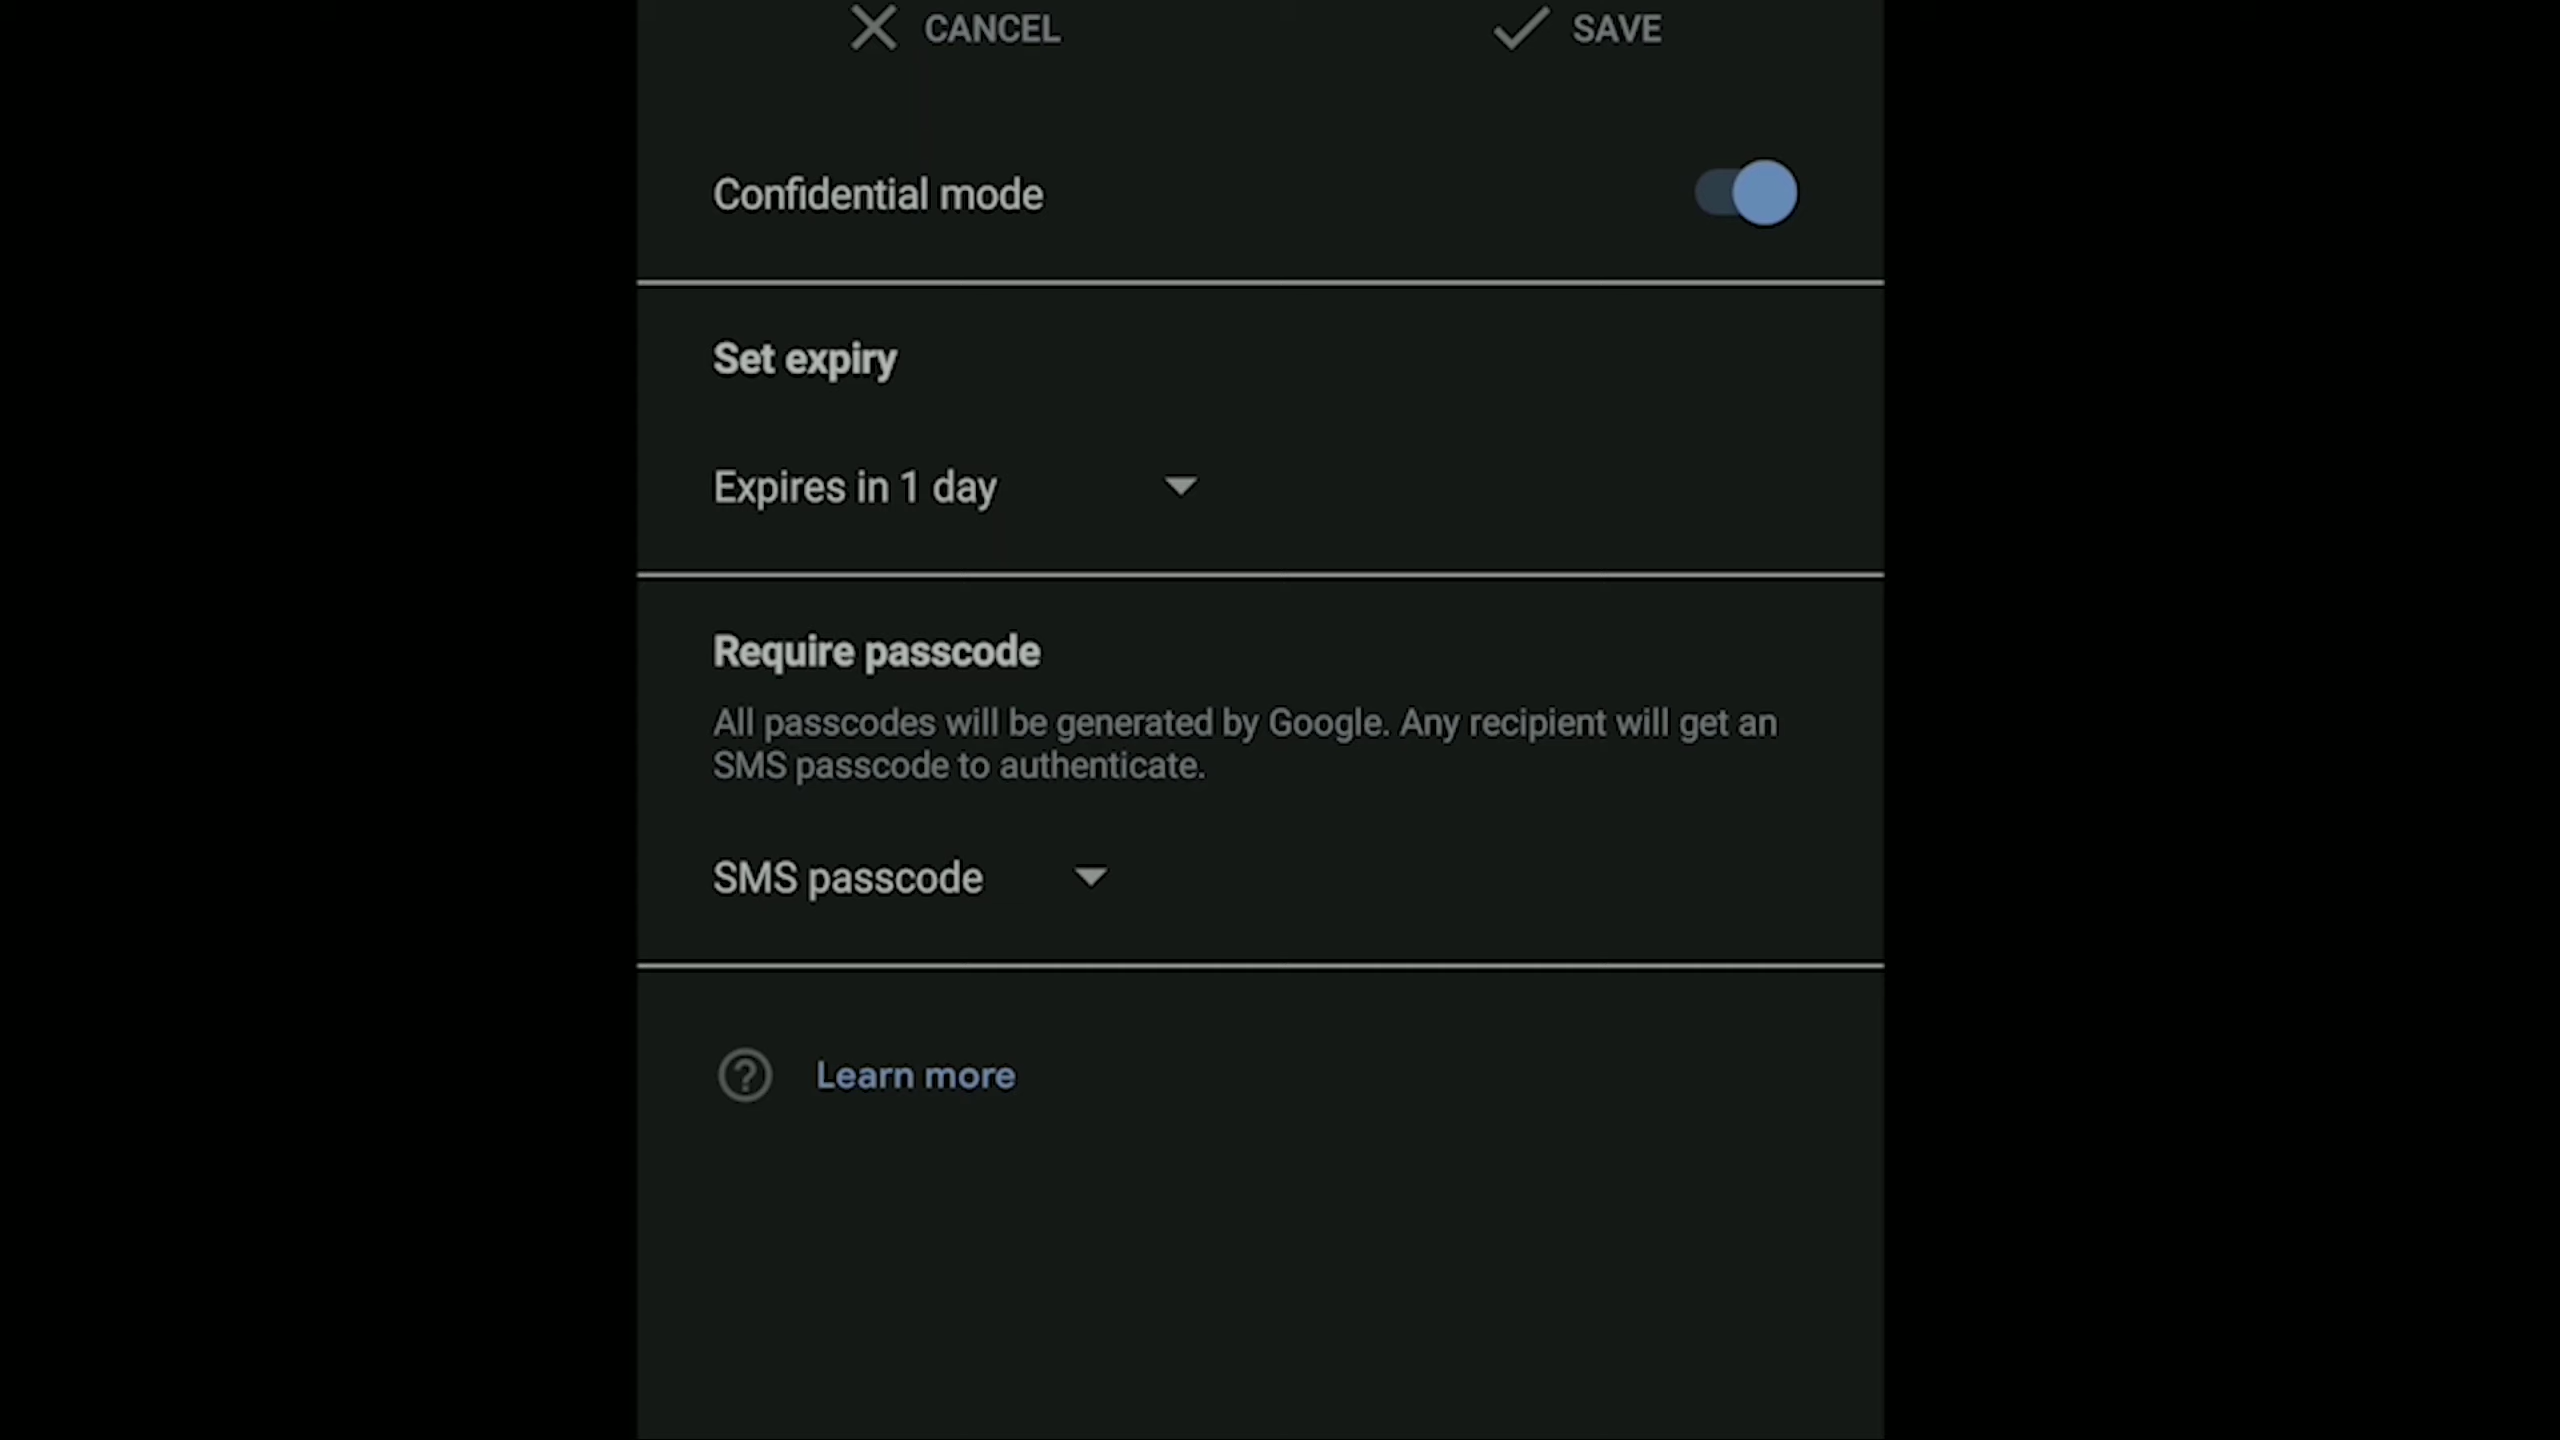 CANCEL
SAVE
Confidential mode
Set expiry
Expires in 1 day
Require passcode
All passcodes will be generated by Google. Any recipient will get an
SMS passcode to authenticate.
SMS passcode
Learn more